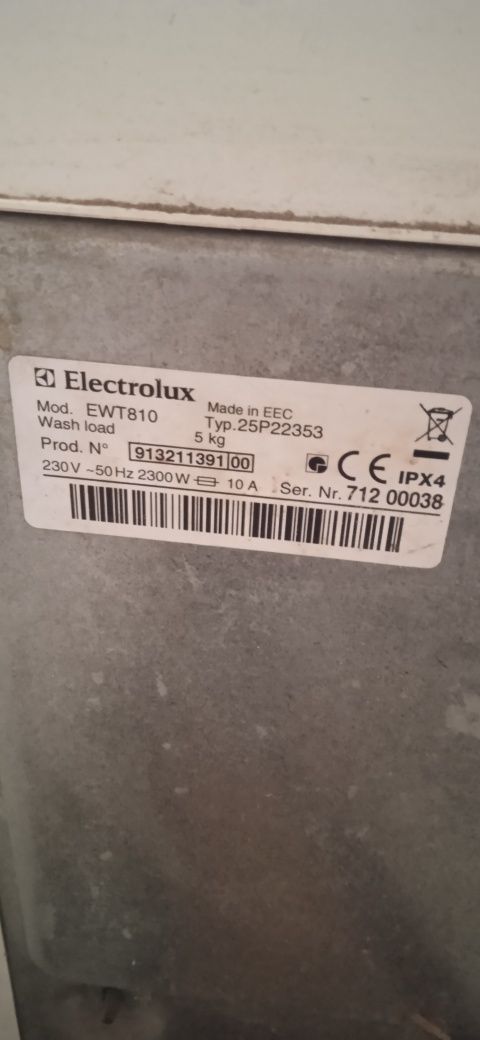 Electrolux
Mod. EWT810 Made in EEC
Wash load 5 kg Typ.25P22353
Prod. N° 913211391 00
CE IPX4
230V ~50Hz 2300W 10 A Ser. Nr. 712 00038